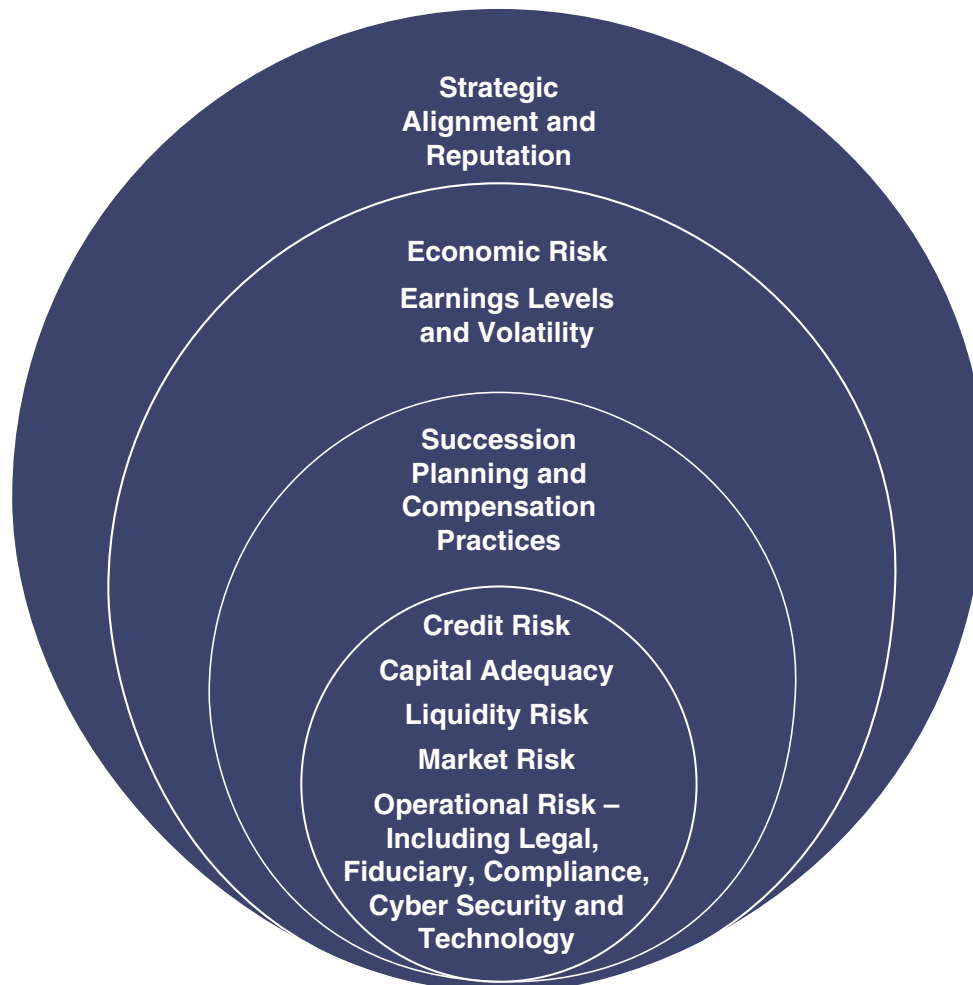 Strategic
Alignment and
Reputation
Economic Risk
Earnings Levels
and Volatility
Succession
Planning and
Compensation
Practices
Credit Risk
Capital Adequacy
Liquidity Risk
Market Risk
Operational Risk –
Including Legal,
Fiduciary, Compliance,
Cyber Security and
Technology